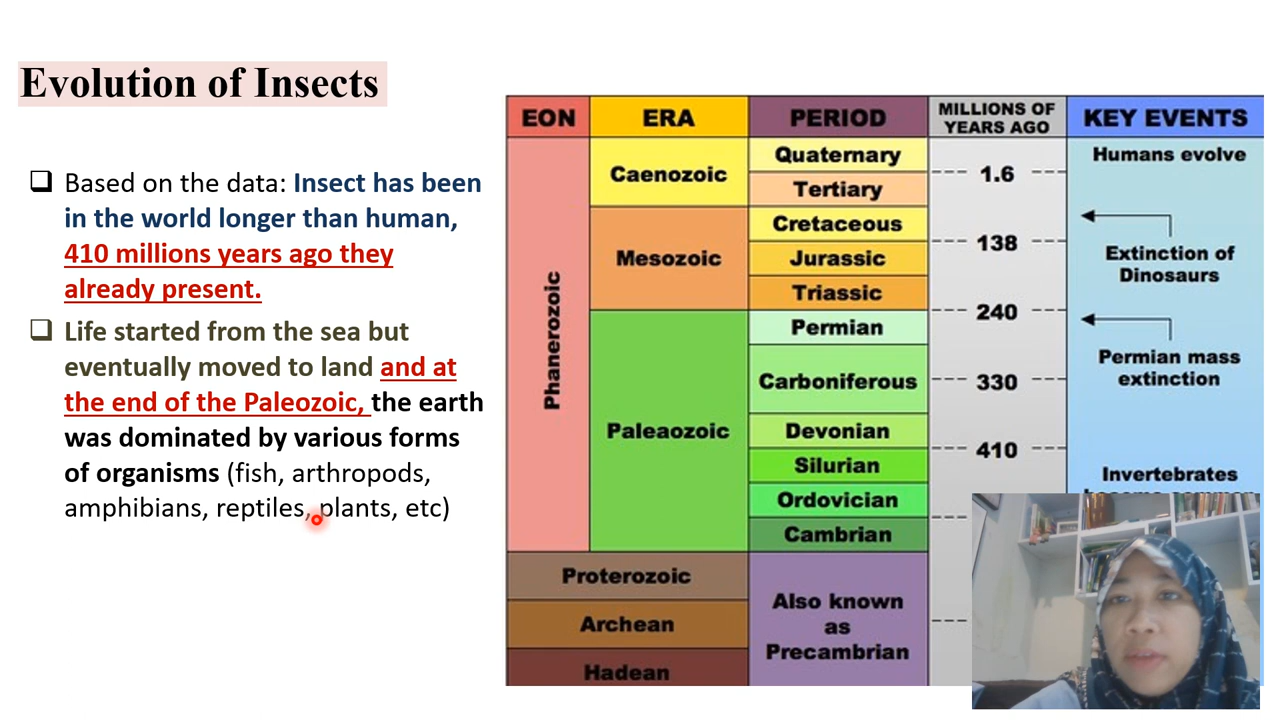 Evolution of Insects
Based on the data: Insect has been
in the world longer than human,
410 millions years ago they
already present.
Life started from the sea but
eventually moved to land and at
the end of the Paleozoic, the earth
was dominated by various forms
of organisms (fish, arthropods,
amphibians, reptiles, plants, etc)
EON
ERA
PERIOD
MILLIONS OF
YEARS AGO
KEY EVENTS
Phanerozoic
Caenozoic
Quaternary
Tertiary
1.6
Humans evolve
Mesozoic
Cretaceous
Jurassic
Triassic
138
Extinction of
Dinosaurs
240
Paleaozoic
Permian
Carboniferous
Devonian
Silurian
Ordovician
Cambrian
330
410
Permian mass
extinction
Invertebrates
Proterozoic
Archean
Hadean
Also known
as
Precambrian